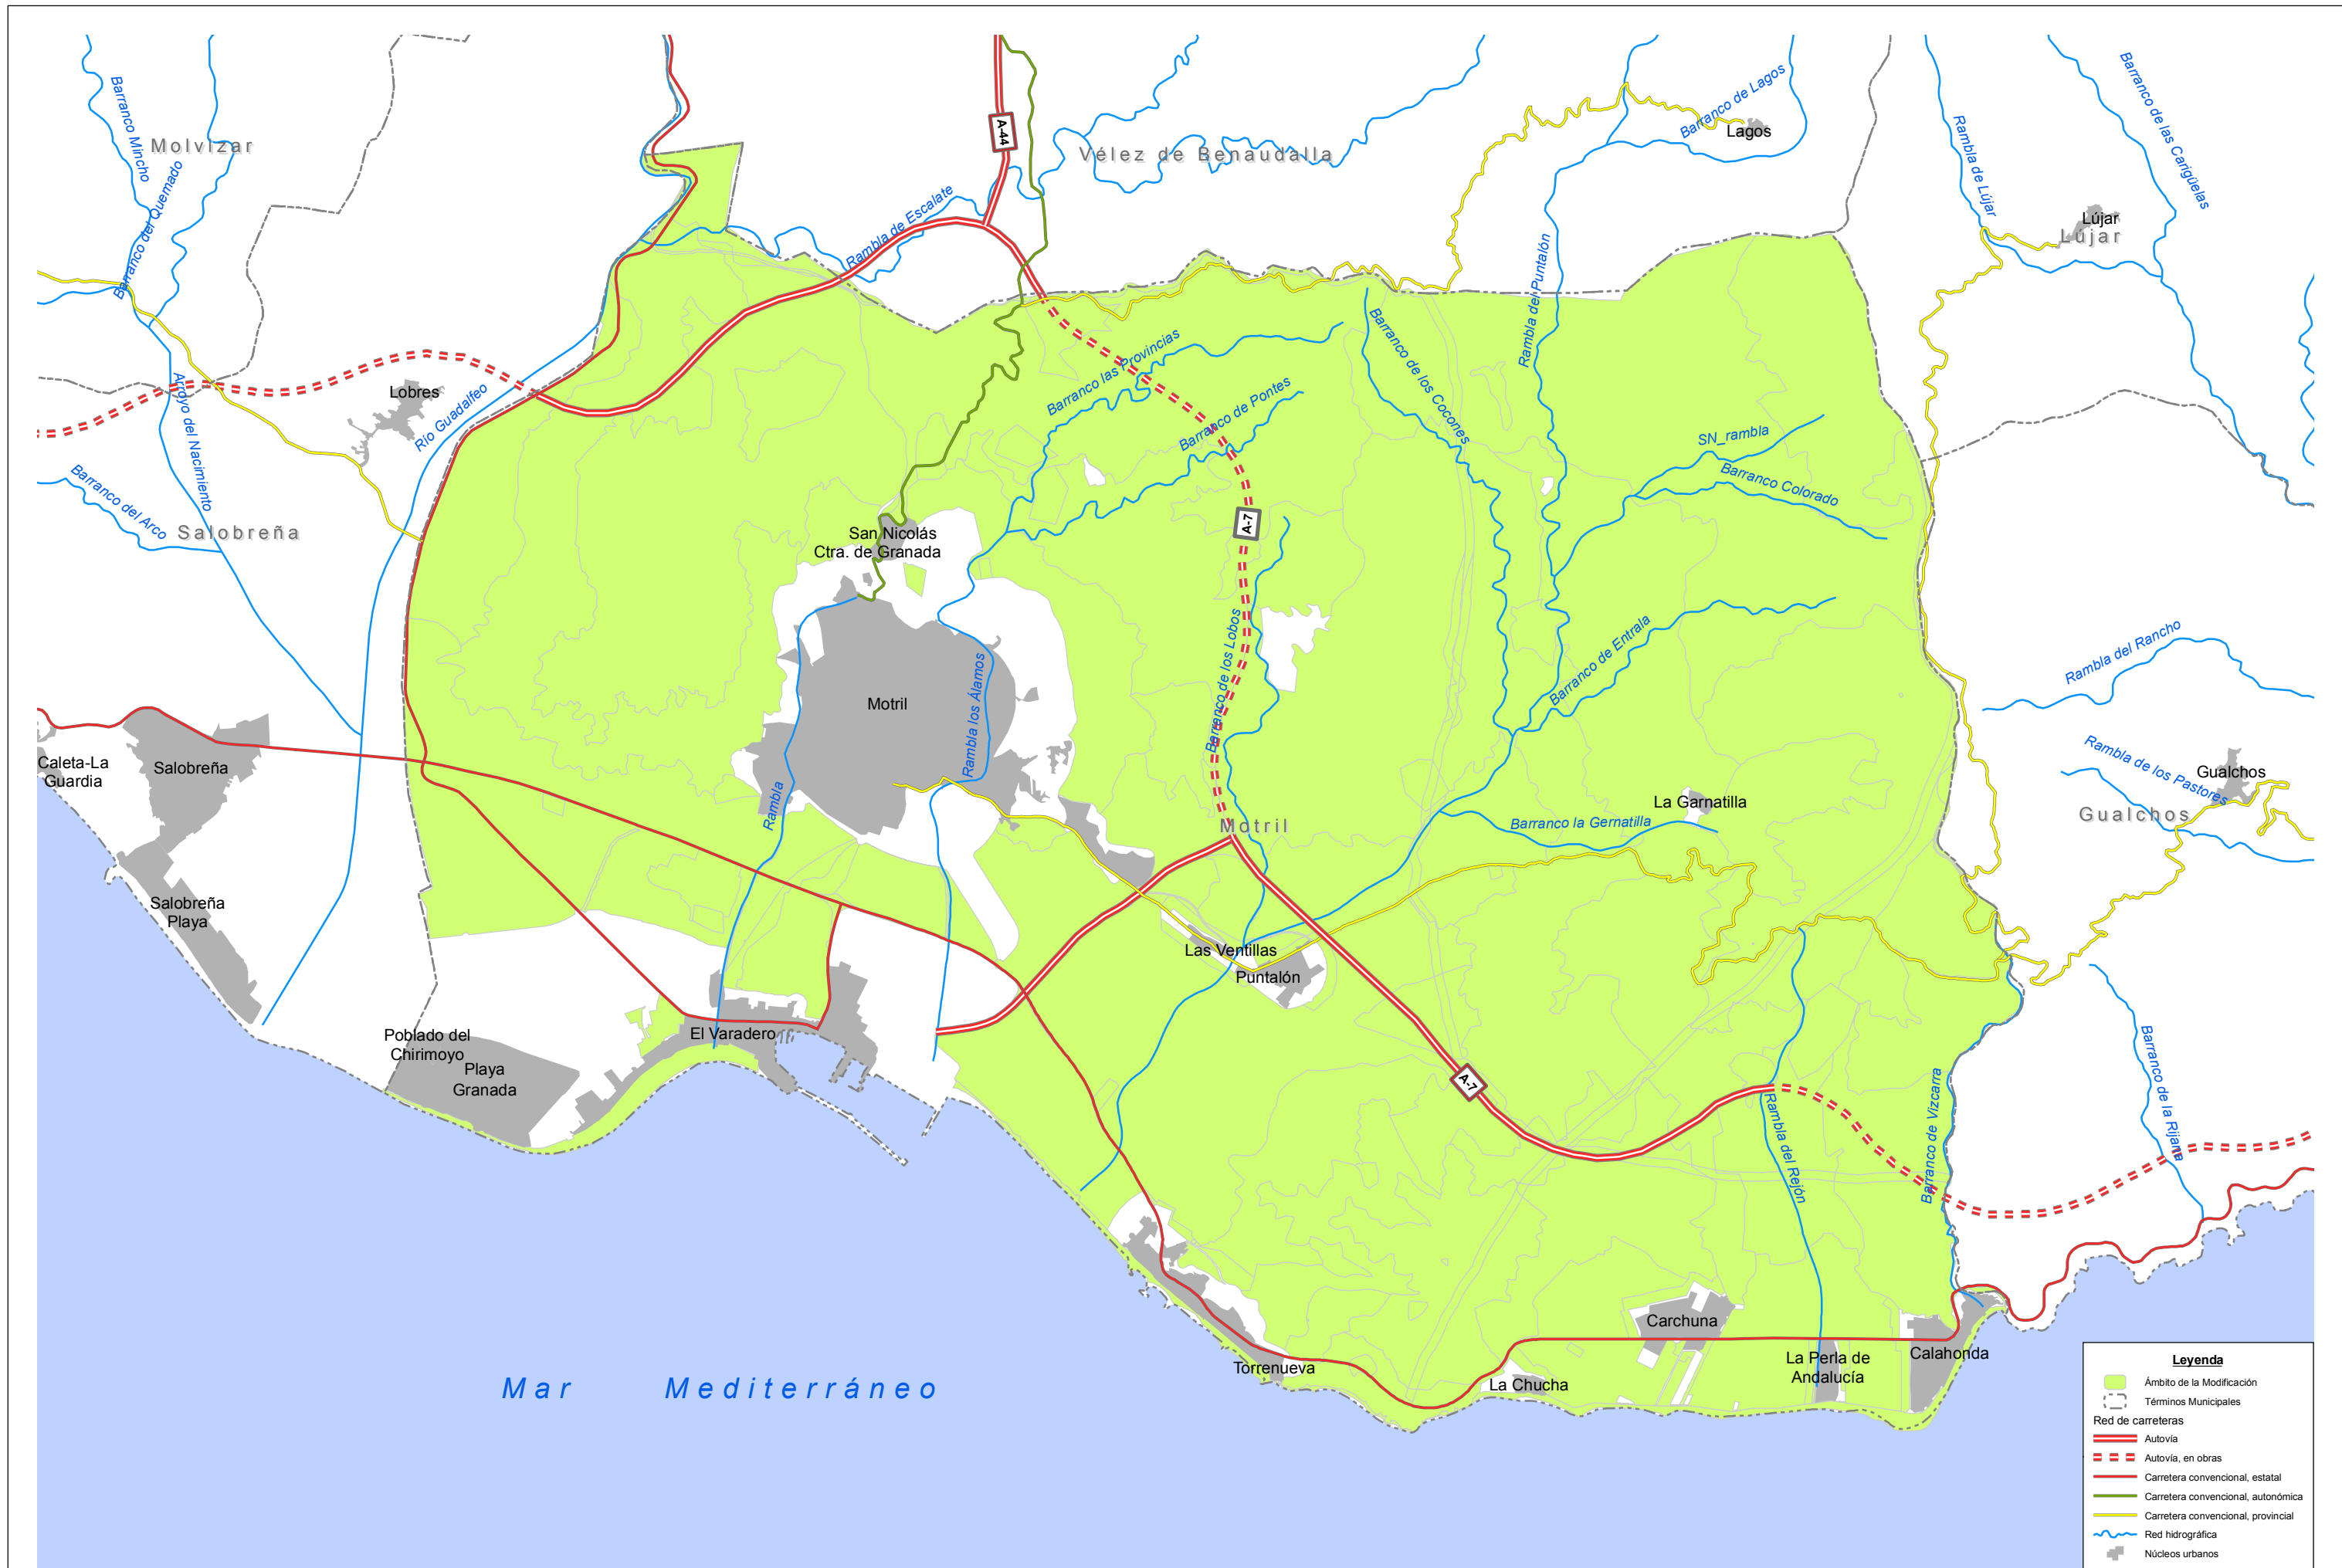 Barranco Mincho
Molvizar
Barranco del Quemado
A-44
Vélez de Benaudalla
Barranco de Lagos
Lagos
Rambla de Lújar
Barranco de las Carigüelas
Lújar
Lújar
Rambla de Escalate
Rambla del Puntalón
Barranco las Provincias
Barranco de los Cocones
Barranco de Pontes
Lobres
Río Guadalfeo
Arroyo del Nacimiento
Barranco del Arco
Salobreña
SN_rambla
Barranco Colorado
San Nicolás
Ctra. de Granada
A-7
Barranco de los Lobos
Barranco de Entrala
Rambla del Rancho
Motril
Rambla los Álamos
Rambla
Caleta-La
Guardia
Salobreña
Rambla de los Pastores
Gualchos
Gualchos
La Garnatilla
Barranco la Gernatilla
Motril
Salobreña
Playa
Las Ventillas
Puntalón
Poblado del
Chirimoyo
Playa
Granada
El Varadero
A-7
Rambla del Rejón
Barranco de Vizcarra
Barranco de la Rijana
Carchuna
La Perla de
Andalucía
Calahonda
Torrenueva
La Chucha
Mar Mediterráneo
Leyenda
Ámbito de la Modificación
Términos Municipales
Red de carreteras
Autovía
Autovía, en obras
Carretera convencional, estatal
Carretera convencional, autonómica
Carretera convencional, provincial
Red hidrográfica
Núcleos urbanos